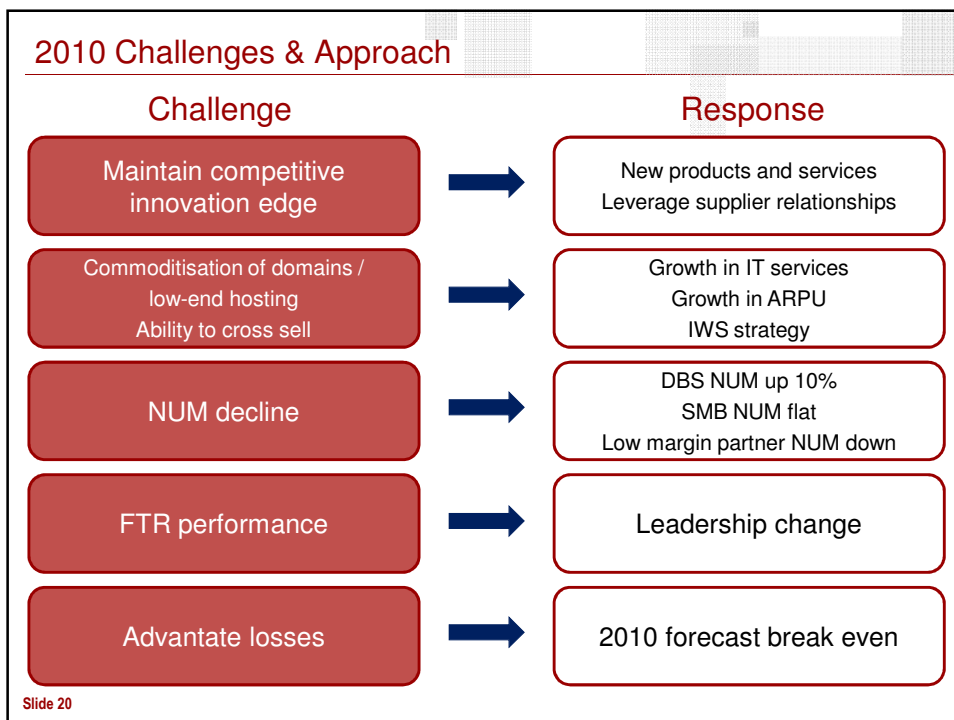 2010 Challenges & Approach
Challenge
Response
Maintain competitive
innovation edge
New products and services
Leverage supplier relationships
Commoditisation of domains /
low-end hosting
Ability to cross sell
Growth in IT services
Growth in ARPU
IWS strategy
NUM decline
DBS NUM up 10%
SMB NUM flat
Low margin partner NUM down
FTR performance
Leadership change
Advantate losses
2010 forecast break even
Slide 20